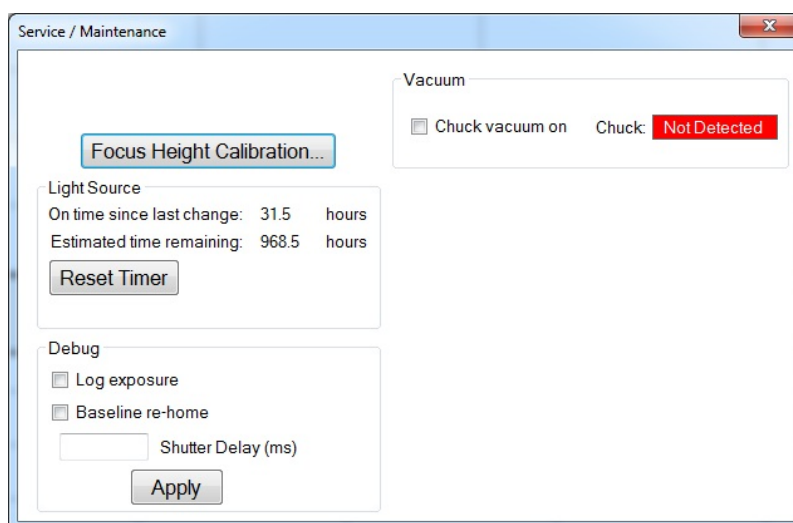 Service / Maintenance
Vacuum
Chuck vacuum on Chuck: Not Detected
Focus Height Calibration...
Light Source
On time since last change: 31.5 hours
Estimated time remaining: 968.5 hours
Reset Timer
Debug
Log exposure
Baseline re-home
Shutter Delay (ms)
Apply